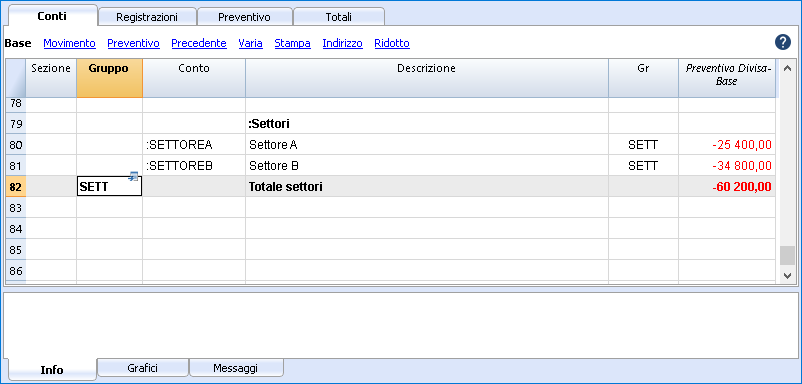 Conti Registrazioni Preventivo Totali
Base Movimento Preventivo Precedente Varia Stampa Indirizzo Ridotto ?
Sezione Gruppo Conto Descrizione Gr Preventivo Divisa-
Base
78
79 :Settori
80 :SETTOREA Settore A SETT -25 400,00
81 :SETTOREB Settore B SETT -34 800,00
82 SETT Totale settori -60 200,00
83
84
85
86
Info Grafici Messaggi